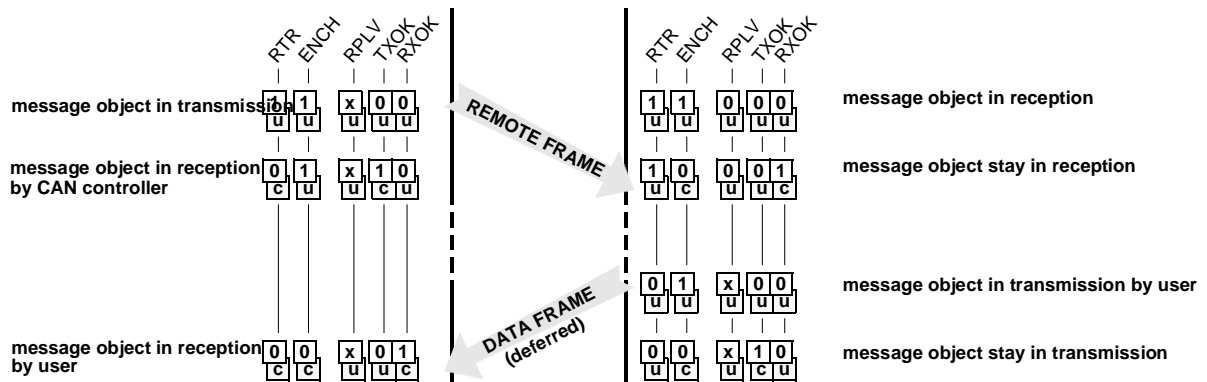 RTR ENCH RPLV TXOK RXOK
RTR ENCH RPLV TXOK RXOK
message object in transmission 1 1 x 0 0
u u u u u
1 1 0 0 0 message object in reception
u u u u u
REMOTE FRAME
message object in reception 0 1 x 1 0
by CAN controller c u u c u
1 0 0 0 1 message object stay in reception
u c u u c
0 1 x 0 0 message object in transmission by user
u u u u u
DATA FRAME
(deferred)
message object in reception 0 0 x 0 1
by user c c u u c
0 0 x 1 0 message object stay in transmission
u c u c u